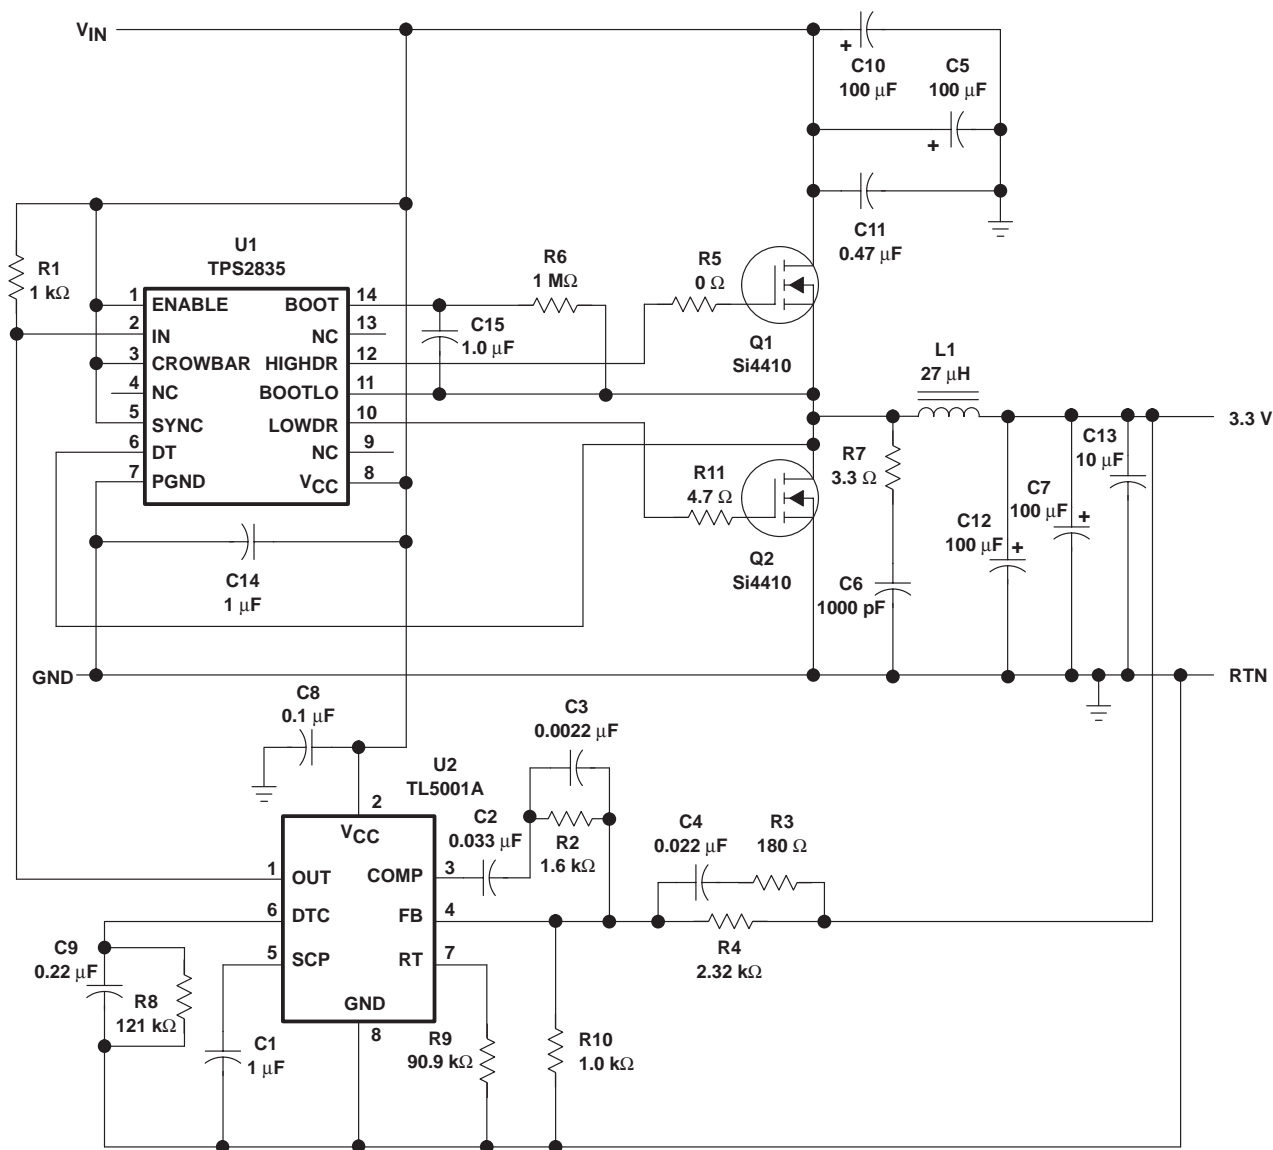 V_IN
+
C10
100 µF
C5
100 µF
+
C11
0.47 µF
R1
1 kΩ
U1
TPS2835
1
ENABLE
2
IN
3
CROWBAR
4
NC
5
SYNC
6
DT
7
PGND
BOOT
14
NC
13
HIGHDR
12
BOOTLO
11
LOWDR
10
NC
9
V_CC
8
R6
1 MΩ
C15
1.0 µF
R5
0 Ω
Q1
Si4410
L1
27 µH
3.3 V
R7
3.3 Ω
R11
4.7 Ω
Q2
Si4410
C6
1000 pF
C12
100 µF
+
C7
100 µF
+
C13
10 µF
C14
1 µF
GND
RTN
C8
0.1 µF
C3
0.0022 µF
U2
TL5001A
2
V_CC
C2
0.033 µF
R2
1.6 kΩ
C4
0.022 µF
R3
180 Ω
R4
2.32 kΩ
1
OUT
COMP
3
6
DTC
FB
4
5
SCP
RT
7
GND
8
C9
0.22 µF
R8
121 kΩ
C1
1 µF
R9
90.9 kΩ
R10
1.0 kΩ